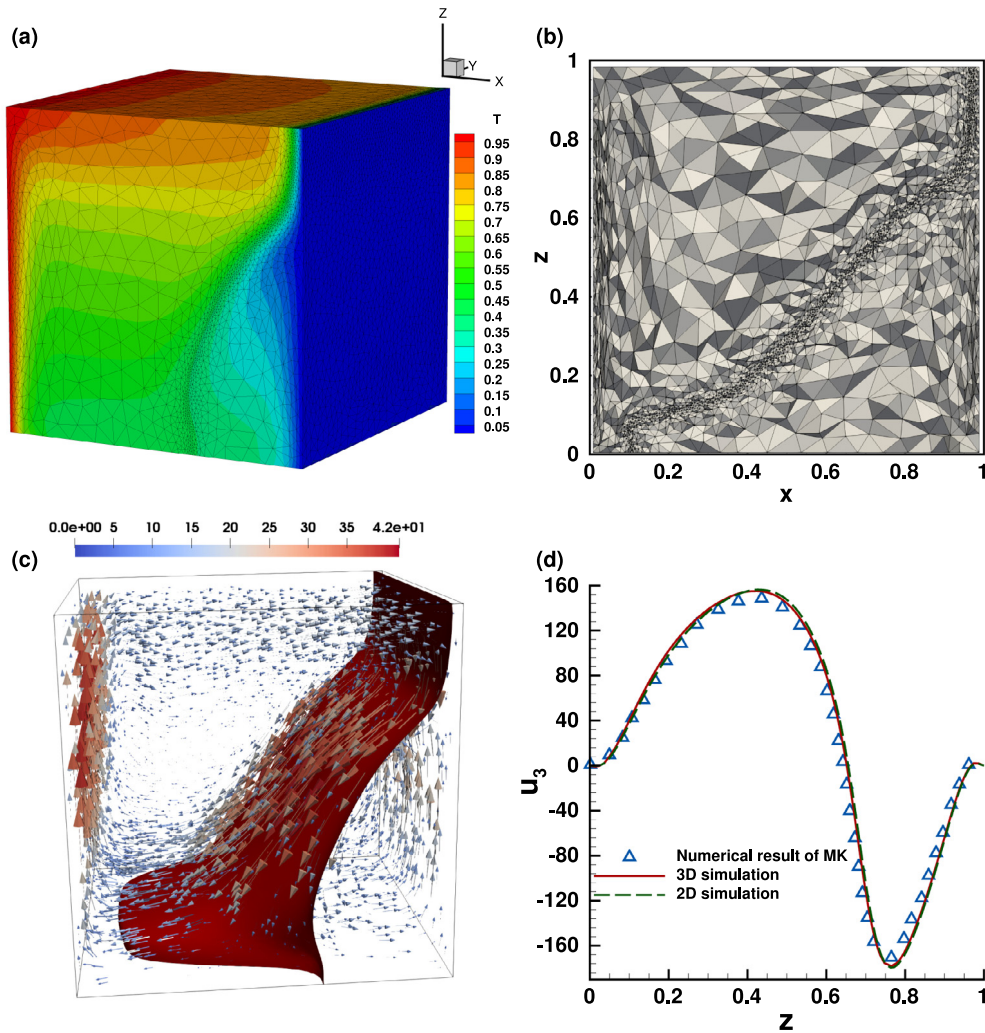 (a)
Z
Y
X
T
0.95
0.9
0.85
0.8
0.75
0.7
0.65
0.6
0.55
0.5
0.45
0.4
0.35
0.3
0.25
0.2
0.15
0.1
0.05
(b)
1
0.8
0.6
0.4
0.2
0
z
0 0.2 0.4 0.6 0.8 1
x
(c)
0.0e+00 5 10 15 20 25 30 35 4.2e+01
(d)
160
120
80
40
0
-40
-80
-120
-160
u3
Numerical result of MK
3D simulation
2D simulation
0 0.2 0.4 0.6 0.8 1
z